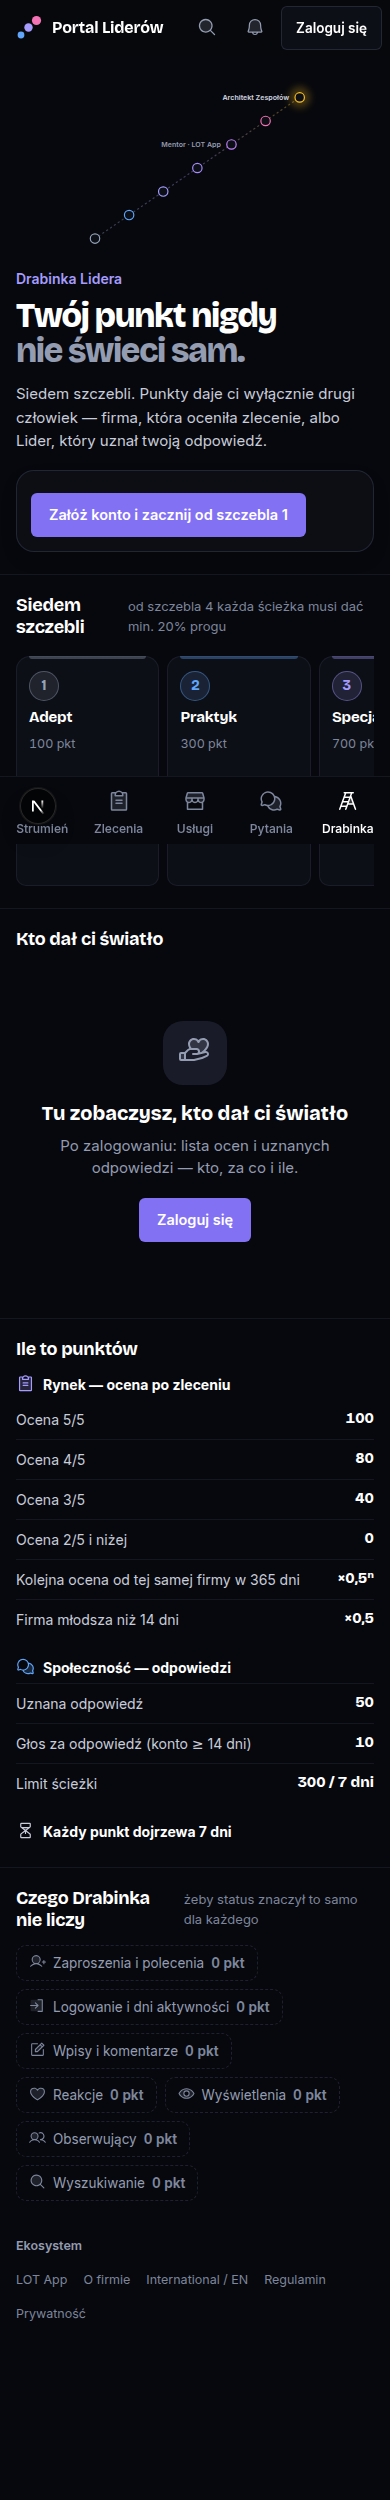 Portal Liderów
Zaloguj się
Architekt Zespołów
Mentor · LOT App
Drabinka Lidera
Twój punkt nigdy
nie świeci sam.
Siedem szczebli. Punkty daje ci wyłącznie drugi
człowiek — firma, która oceniła zlecenie, albo
Lider, który uznał twoją odpowiedź.
Załóż konto i zacznij od szczebla 1
Siedem
szczebli
od szczebla 4 każda ścieżka musi dać
min. 20% progu
1
Adept
100 pkt
2
Praktyk
300 pkt
3
Specja
700 pk
N
Strumień
Zlecenia
Usługi
Pytania
Drabinka
Kto dał ci światło
Tu zobaczysz, kto dał ci światło
Po zalogowaniu: lista ocen i uznanych
odpowiedzi — kto, za co i ile.
Zaloguj się
Ile to punktów
Rynek — ocena po zleceniu
Ocena 5/5 100
Ocena 4/5 80
Ocena 3/5 40
Ocena 2/5 i niżej 0
Kolejna ocena od tej samej firmy w 365 dni ×0,5ⁿ
Firma młodsza niż 14 dni ×0,5
Społeczność — odpowiedzi
Uznana odpowiedź 50
Głos za odpowiedź (konto ≥ 14 dni) 10
Limit ścieżki 300 / 7 dni
Każdy punkt dojrzewa 7 dni
Czego Drabinka
nie liczy
żeby status znaczył to samo
dla każdego
Zaproszenia i polecenia 0 pkt
Logowanie i dni aktywności 0 pkt
Wpisy i komentarze 0 pkt
Reakcje 0 pkt
Wyświetlenia 0 pkt
Obserwujący 0 pkt
Wyszukiwanie 0 pkt
Ekosystem
LOT App O firmie International / EN Regulamin
Prywatność